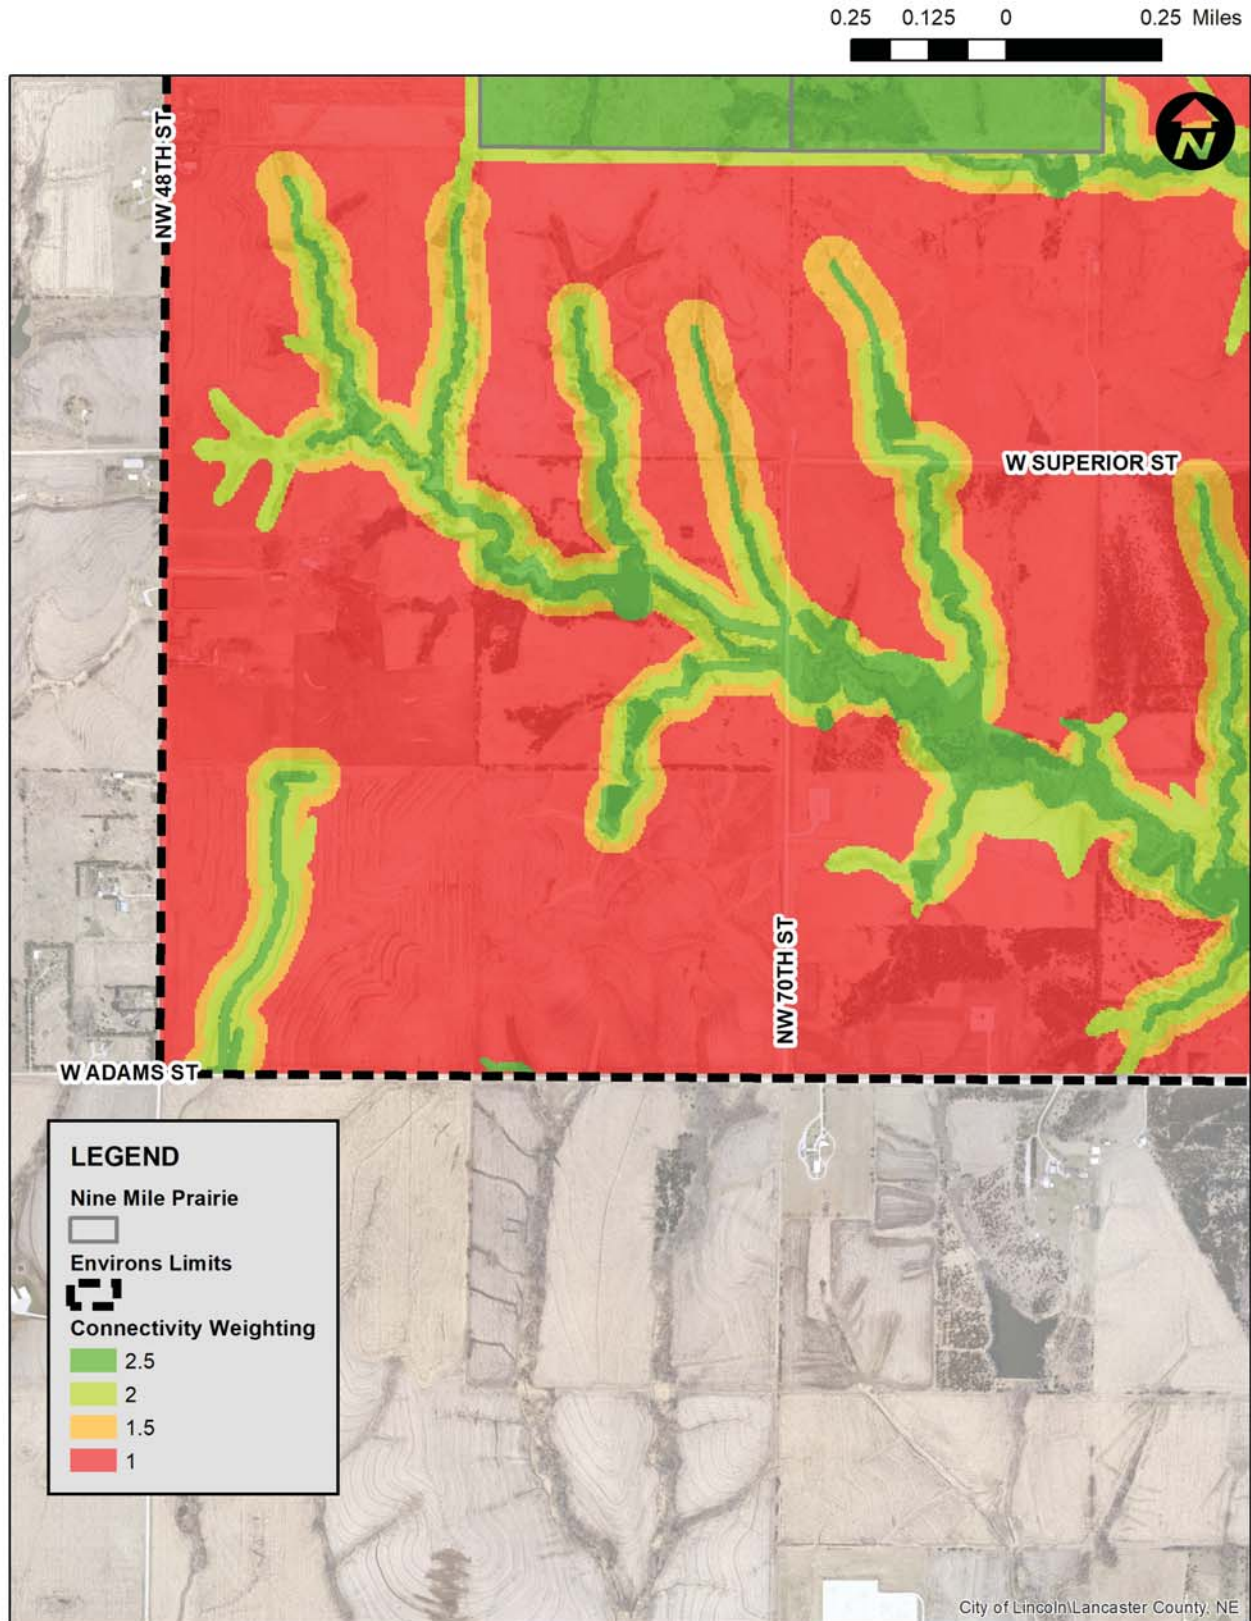 0.25 0.125 0 0.25 Miles
N
NW 48TH ST
W SUPERIOR ST
NW 70TH ST
W ADAMS ST
LEGEND
Nine Mile Prairie
Environs Limits
Connectivity Weighting
2.5
2
1.5
1
City of Lincoln\Lancaster County, NE